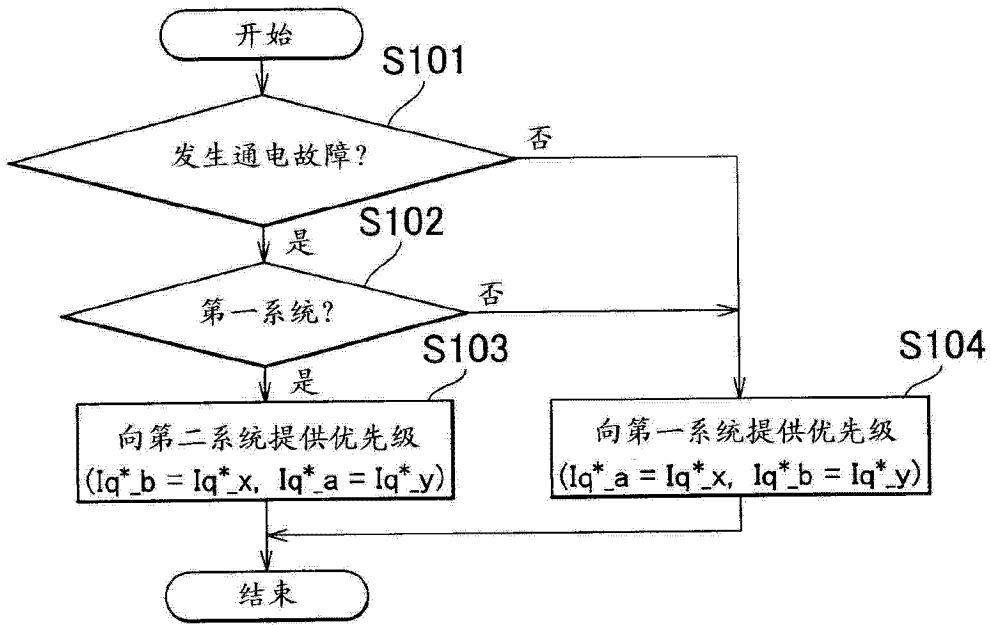 开始
S101
发生通电故障?
否
是
S102
第一系统?
否
是
S103
向第二系统提供优先级
(Iq*_b = Iq*_x, Iq*_a = Iq*_y)
S104
向第一系统提供优先级
(Iq*_a = Iq*_x, Iq*_b = Iq*_y)
结束